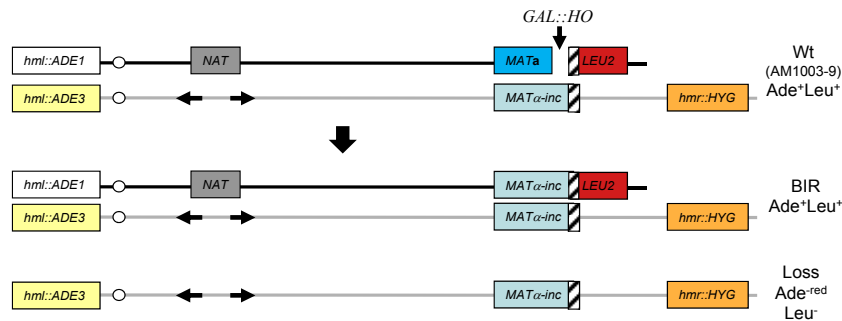 GAL::HO
hml::ADE1 NAT MATa LEU2 Wt
(AM1003-9)
hml::ADE3 MATα-inc hmr::HYG Ade⁺Leu⁺
hml::ADE1 NAT MATα-inc LEU2 BIR
hml::ADE3 MATα-inc hmr::HYG Ade⁺Leu⁺
hml::ADE3 MATα-inc hmr::HYG Loss
Ade⁻ʳᵉᵈ
Leu⁻